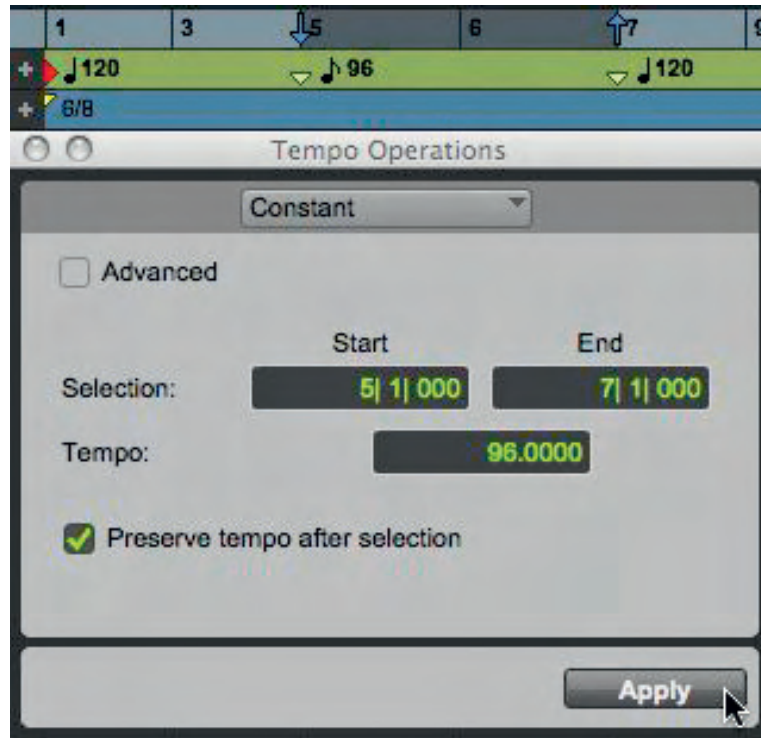 1 3 5 6 7 9
+ ♩120 ♪ 96 ♩120
+ 6/8
Tempo Operations
Constant
Advanced
Start End
Selection: 5| 1| 000 7| 1| 000
Tempo: 96.0000
Preserve tempo after selection
Apply